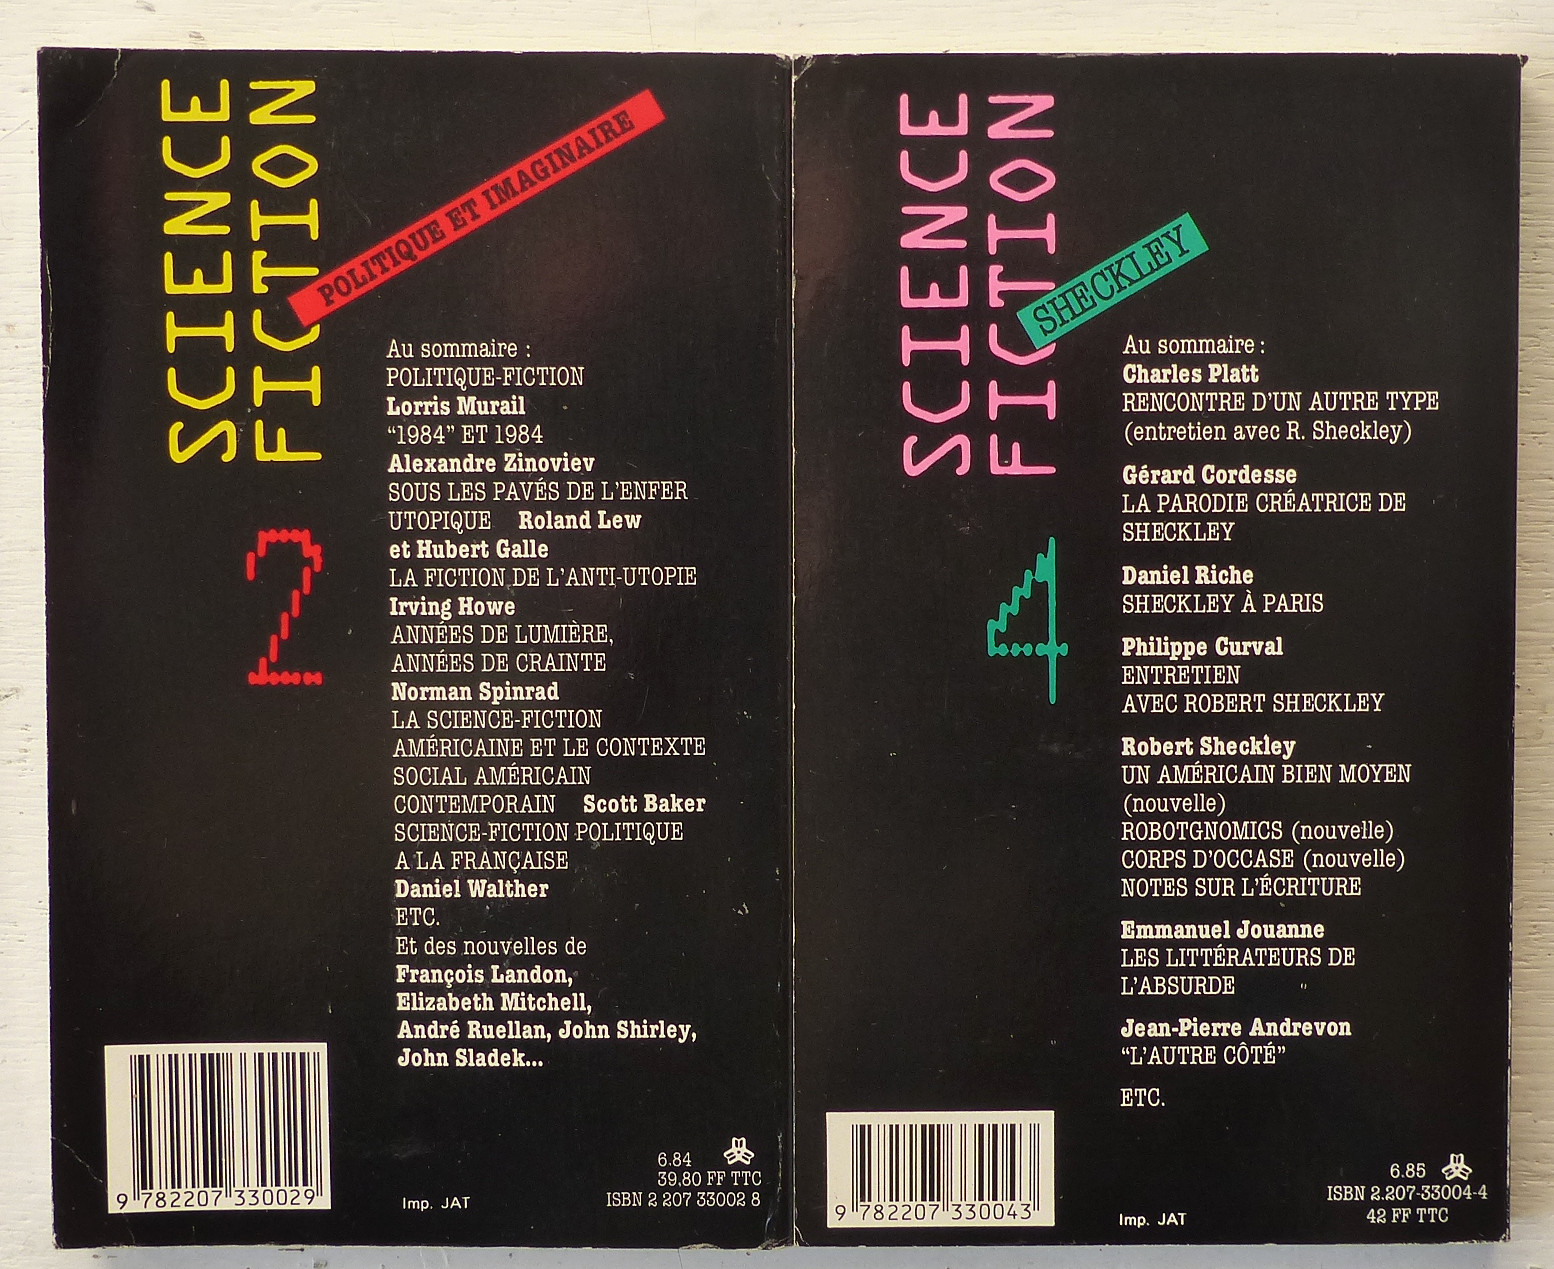 SCIENCE
FICTION
POLITIQUE ET IMAGINAIRE
2
Au sommaire :
POLITIQUE-FICTION
Lorris Murail
“1984” ET 1984
Alexandre Zinoviev
SOUS LES PAVÉS DE L'ENFER
UTOPIQUE Roland Lew
et Hubert Galle
LA FICTION DE L'ANTI-UTOPIE
Irving Howe
ANNÉES DE LUMIÈRE,
ANNÉES DE CRAINTE
Norman Spinrad
LA SCIENCE-FICTION
AMÉRICAINE ET LE CONTEXTE
SOCIAL AMÉRICAIN
CONTEMPORAIN Scott Baker
SCIENCE-FICTION POLITIQUE
A LA FRANÇAISE
Daniel Walther
ETC.
Et des nouvelles de
François Landon,
Elizabeth Mitchell,
André Ruellan, John Shirley,
John Sladek...
9 782207 330029
Imp. JAT
6.84
39.80 FF TTC
ISBN 2 207 33002 8
SCIENCE
FICTION
SHECKLEY
4
Au sommaire :
Charles Platt
RENCONTRE D'UN AUTRE TYPE
(entretien avec R. Sheckley)
Gérard Cordesse
LA PARODIE CRÉATRICE DE
SHECKLEY
Daniel Riche
SHECKLEY À PARIS
Philippe Curval
ENTRETIEN
AVEC ROBERT SHECKLEY
Robert Sheckley
UN AMÉRICAIN BIEN MOYEN
(nouvelle)
ROBOTGNOMICS (nouvelle)
CORPS D'OCCASE (nouvelle)
NOTES SUR L'ÉCRITURE
Emmanuel Jouanne
LES LITTÉRATEURS DE
L'ABSURDE
Jean-Pierre Andrevon
“L'AUTRE CÔTÉ”
ETC.
9 782207 330043
Imp. JAT
6.85
ISBN 2.207-33004-4
42 FF TTC